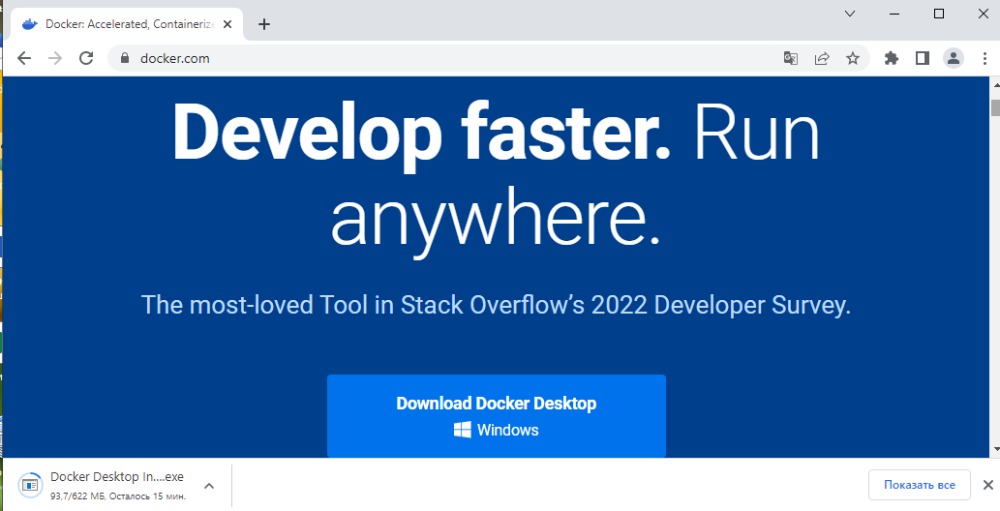 Docker: Accelerated, Containerize
docker.com
Develop faster. Run
anywhere.
The most-loved Tool in Stack Overflow’s 2022 Developer Survey.
Download Docker Desktop
Windows
Docker Desktop In....exe
93,7/622 МБ, Осталось 15 мин.
Показать все